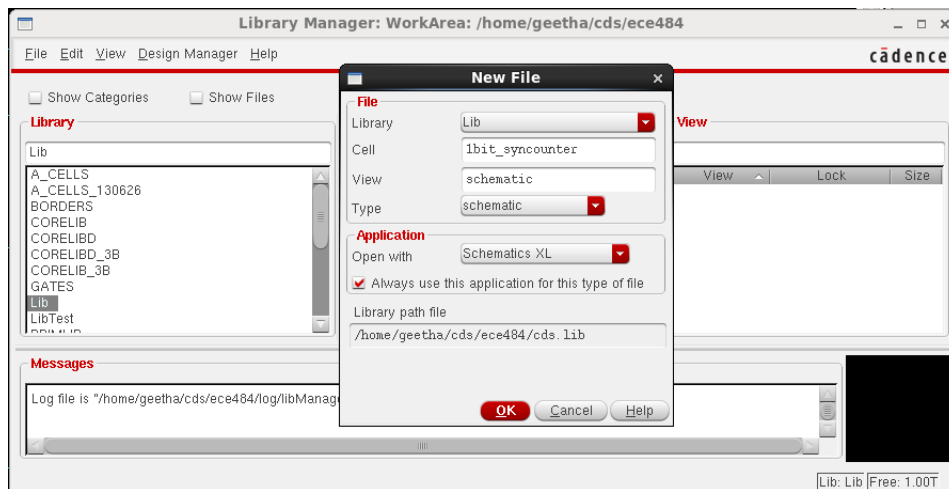 Library Manager: WorkArea: /home/geetha/cds/ece484
File Edit View Design Manager Help
cādence
Show Categories Show Files
Library
Lib
A_CELLS
A_CELLS_130626
BORDERS
CORELIB
CORELIBD
CORELIBD_3B
CORELIB_3B
GATES
Lib
LibTest
View
View Lock Size
New File
File
Library Lib
Cell 1bit_syncounter
View schematic
Type schematic
Application
Open with Schematics XL
Always use this application for this type of file
Library path file
/home/geetha/cds/ece484/cds.lib
OK Cancel Help
Messages
Log file is "/home/geetha/cds/ece484/log/libManag
Lib: Lib Free: 1.00T